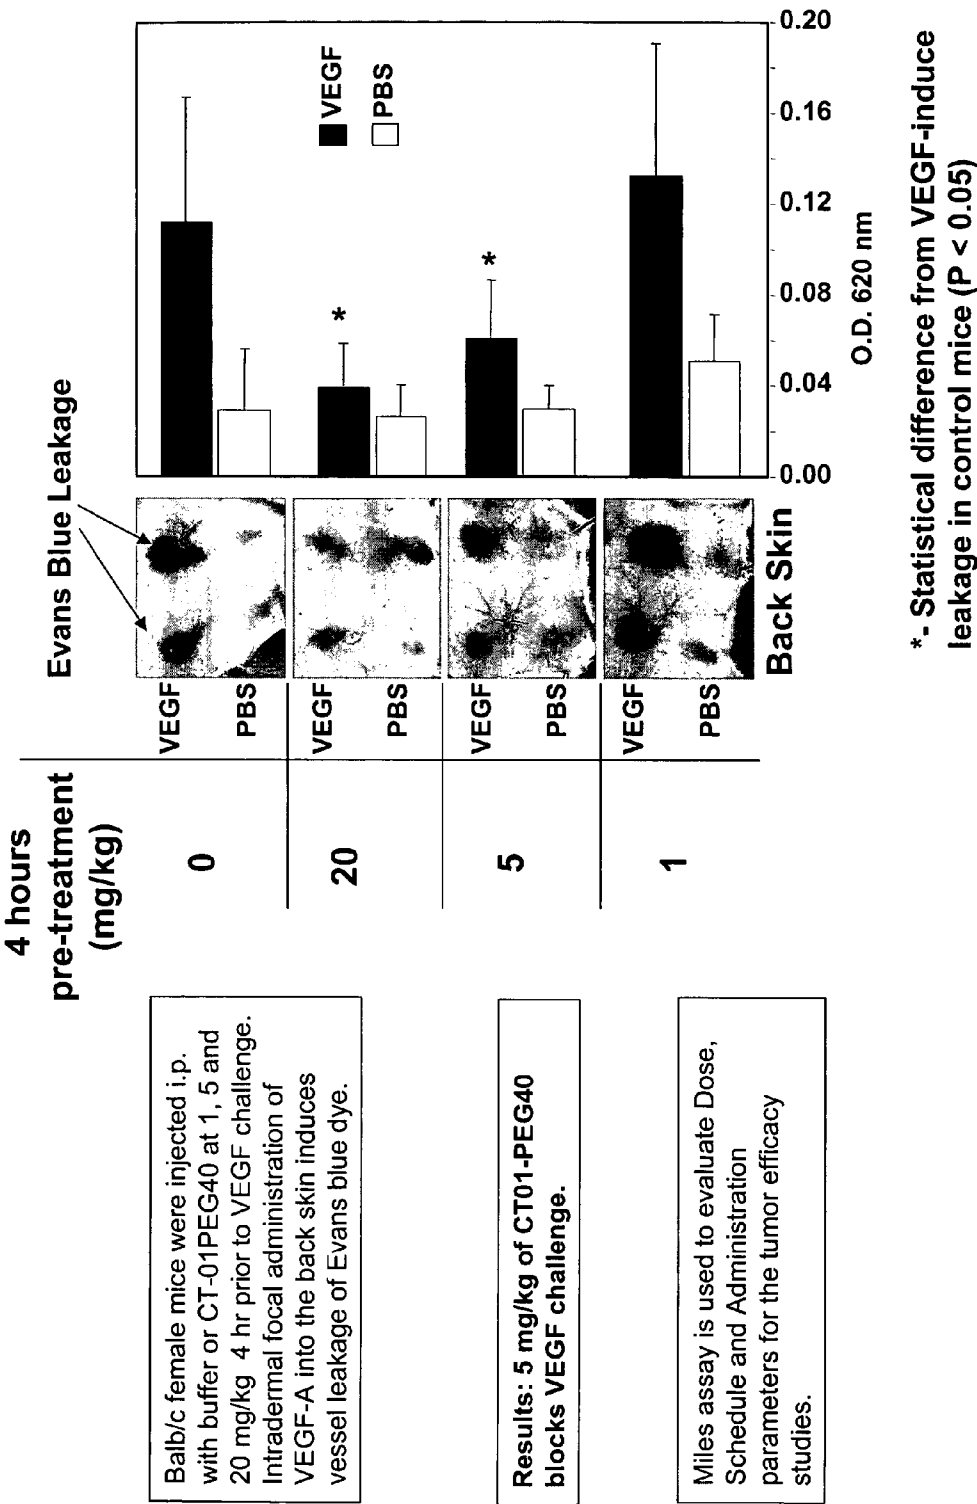 Balb/c female mice were injected i.p.
with buffer or CT-01PEG40 at 1, 5 and
20 mg/kg 4 hr prior to VEGF challenge.
Intradermal focal administration of
VEGF-A into the back skin induces
vessel leakage of Evans blue dye.
Results: 5 mg/kg of CT01-PEG40
blocks VEGF challenge.
Miles assay is used to evaluate Dose,
Schedule and Administration
parameters for the tumor efficacy
studies.
4 hours
pre-treatment
(mg/kg)
Evans Blue Leakage
0
VEGF
PBS
20
VEGF
PBS
5
VEGF
PBS
1
VEGF
PBS
Back Skin
*
*
VEGF
PBS
0.00
0.04
0.08
0.12
0.16
0.20
O.D. 620 nm
*- Statistical difference from VEGF-induce
leakage in control mice (P < 0.05)